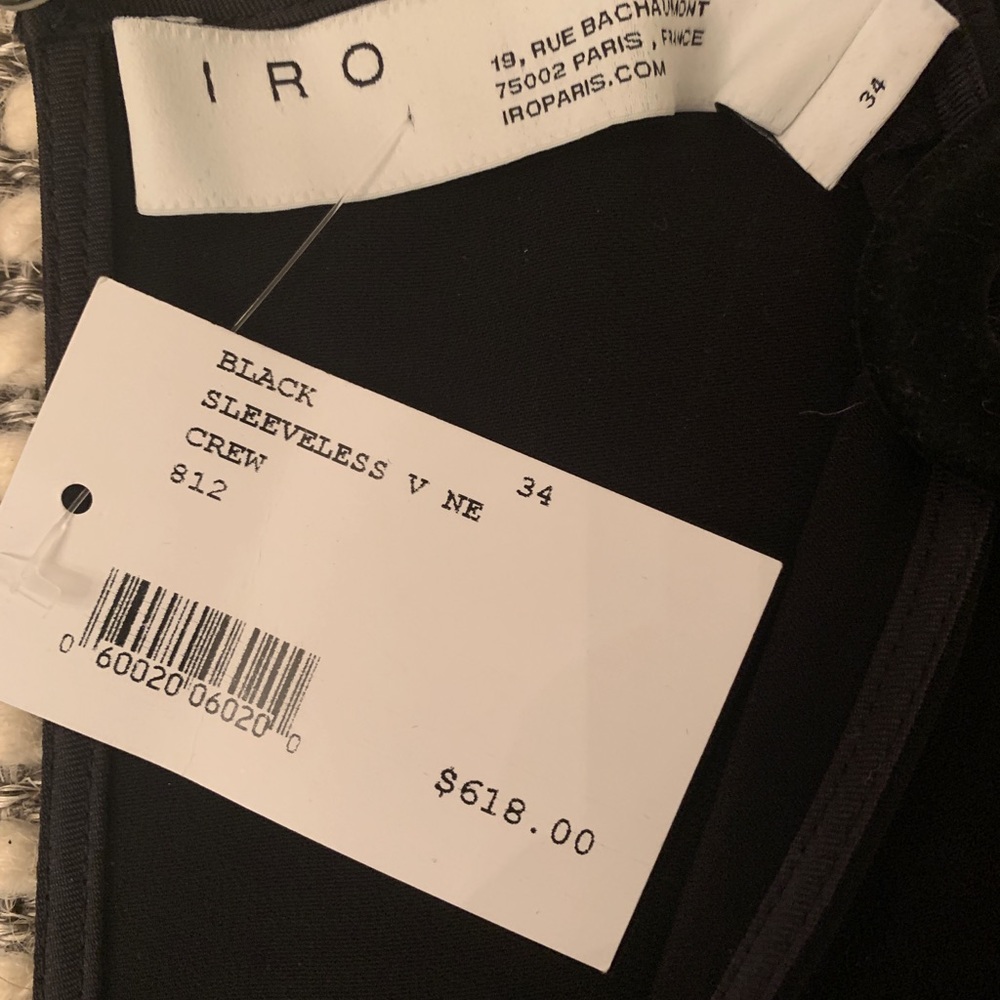 IRO
19, RUE BACHAUMONT
75002 PARIS, FRANCE
IROPARIS.COM
34
BLACK
SLEEVELESS V NE 34
CREW
812
0 60020 06020 0
$618.00